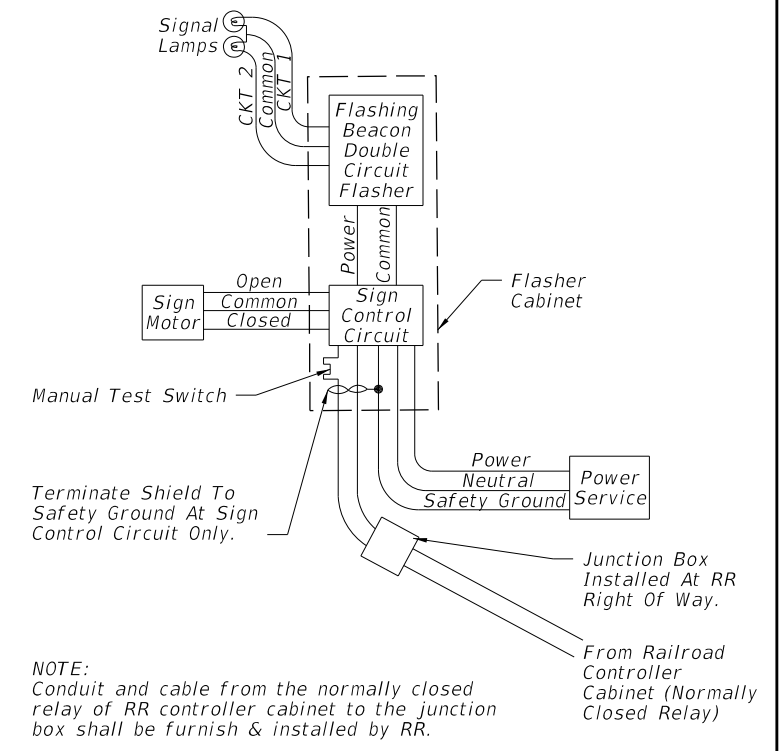 Signal
Lamps
CKT 2
Common
CKT 1
Flashing
Beacon
Double
Circuit
Flasher
Power
Common
Open
Common
Closed
Sign
Motor
Sign
Control
Circuit
Flasher
Cabinet
Manual Test Switch
Power
Neutral
Safety Ground
Power
Service
Terminate Shield To
Safety Ground At Sign
Control Circuit Only.
Junction Box
Installed At RR
Right Of Way.
From Railroad
Controller
Cabinet (Normally
Closed Relay)
NOTE:
Conduit and cable from the normally closed
relay of RR controller cabinet to the junction
box shall be furnish & installed by RR.